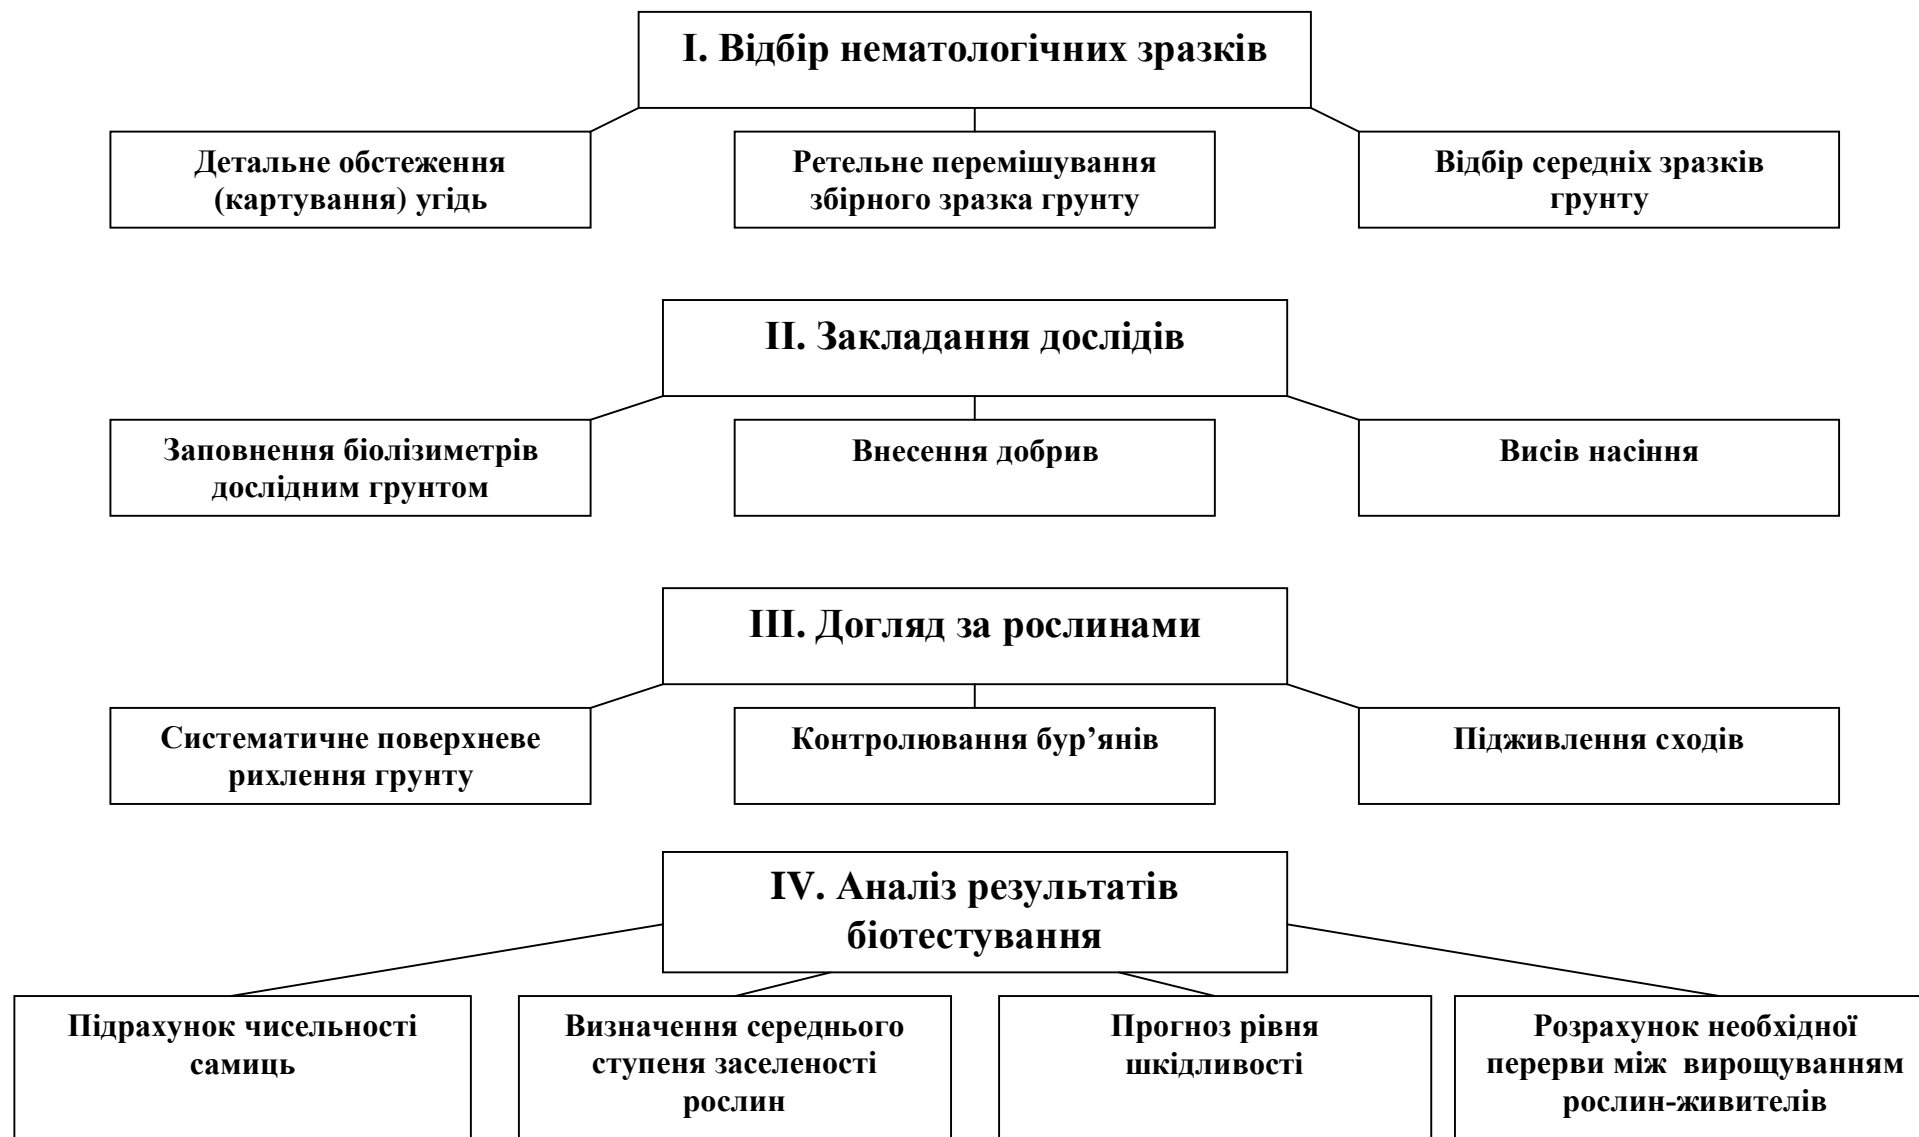 І. Відбір нематологічних зразків
Детальне обстеження
(картування) угідь
Ретельне перемішування
збірного зразка грунту
Відбір середніх зразків
грунту
ІІ. Закладання дослідів
Заповнення біолізиметрів
дослідним грунтом
Внесення добрив
Висів насіння
ІІІ. Догляд за рослинами
Систематичне поверхневе
рихлення грунту
Контролювання бур’янів
Підживлення сходів
IV. Аналіз результатів
біотестування
Підрахунок чисельності
самиць
Визначення середнього
ступеня заселеності
рослин
Прогноз рівня
шкідливості
Розрахунок необхідної
перерви між  вирощуванням
рослин-живителів